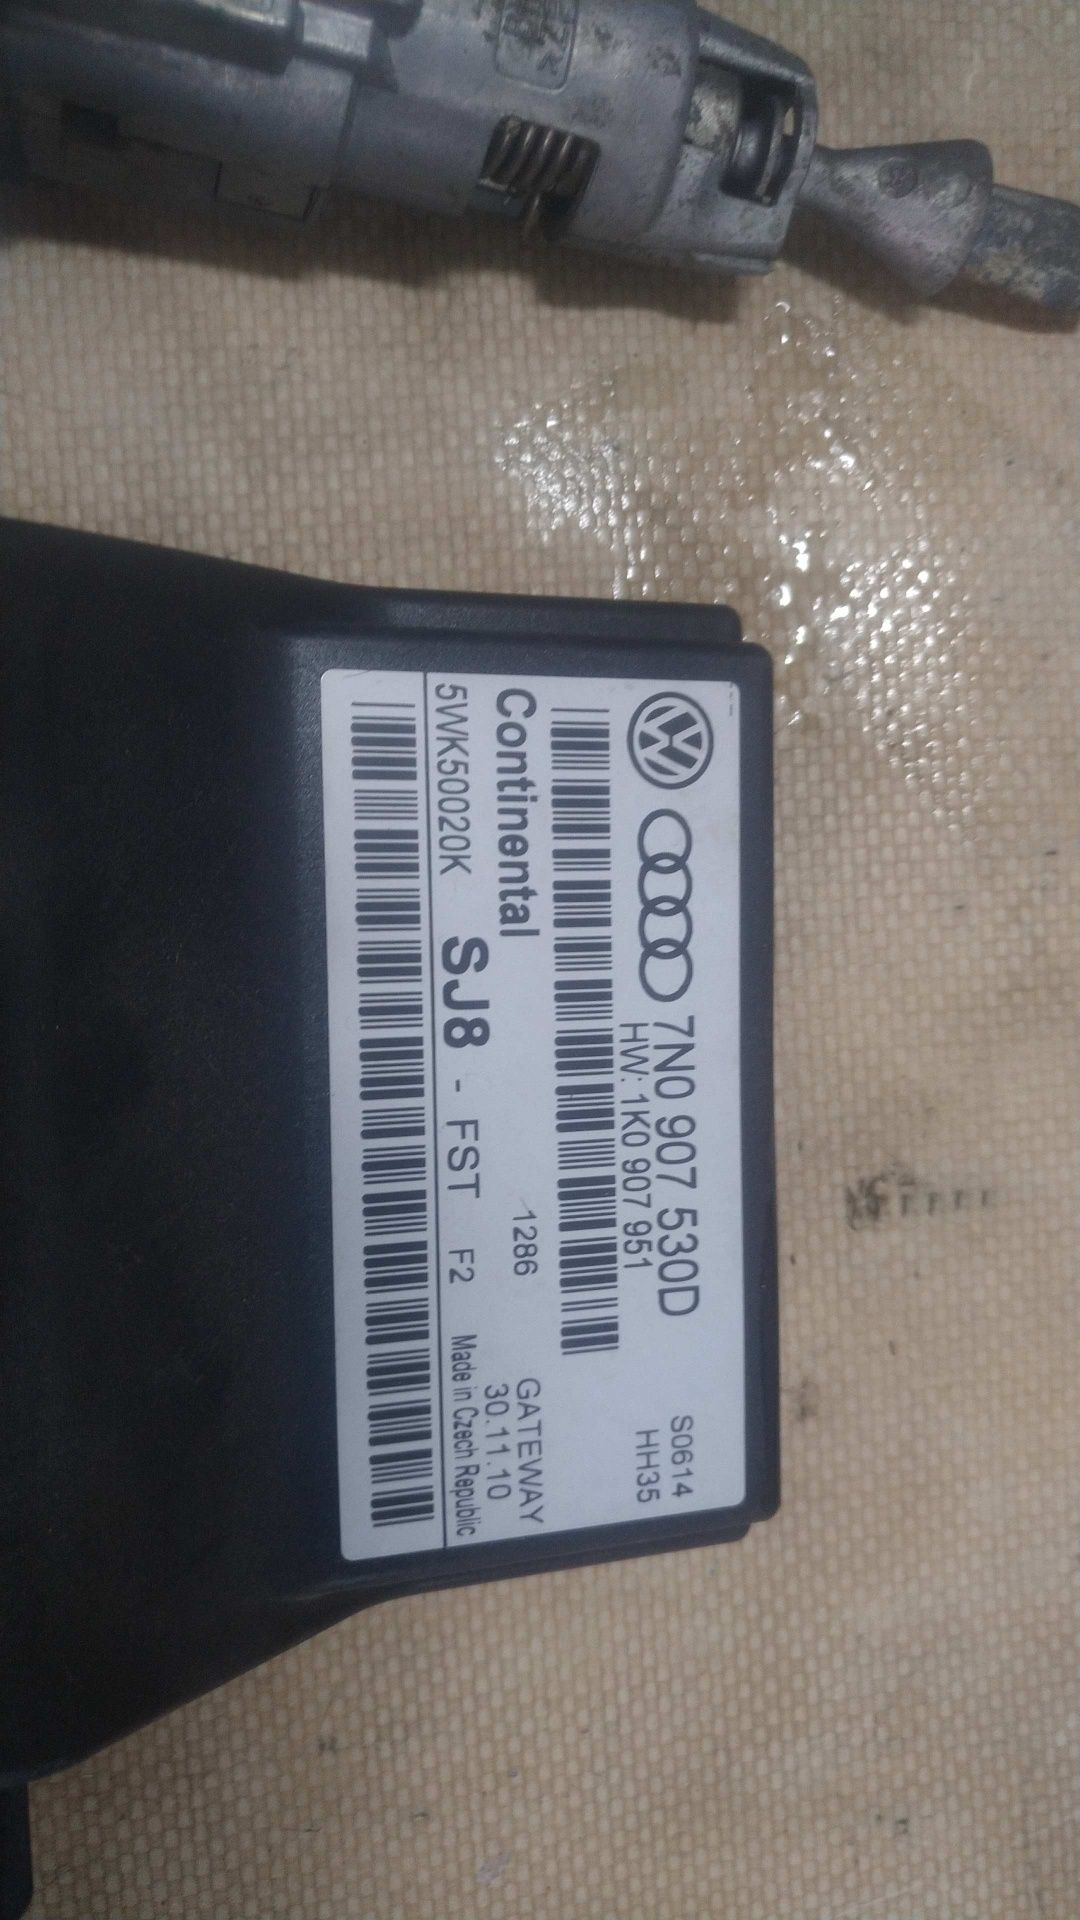 7N0 907 530D
HW: 1K0 907 951
S0614
HH35
Continental
1286
GATEWAY
30.11.10
5WK50020K SJ8 - FST F2 Made in Czech Republic